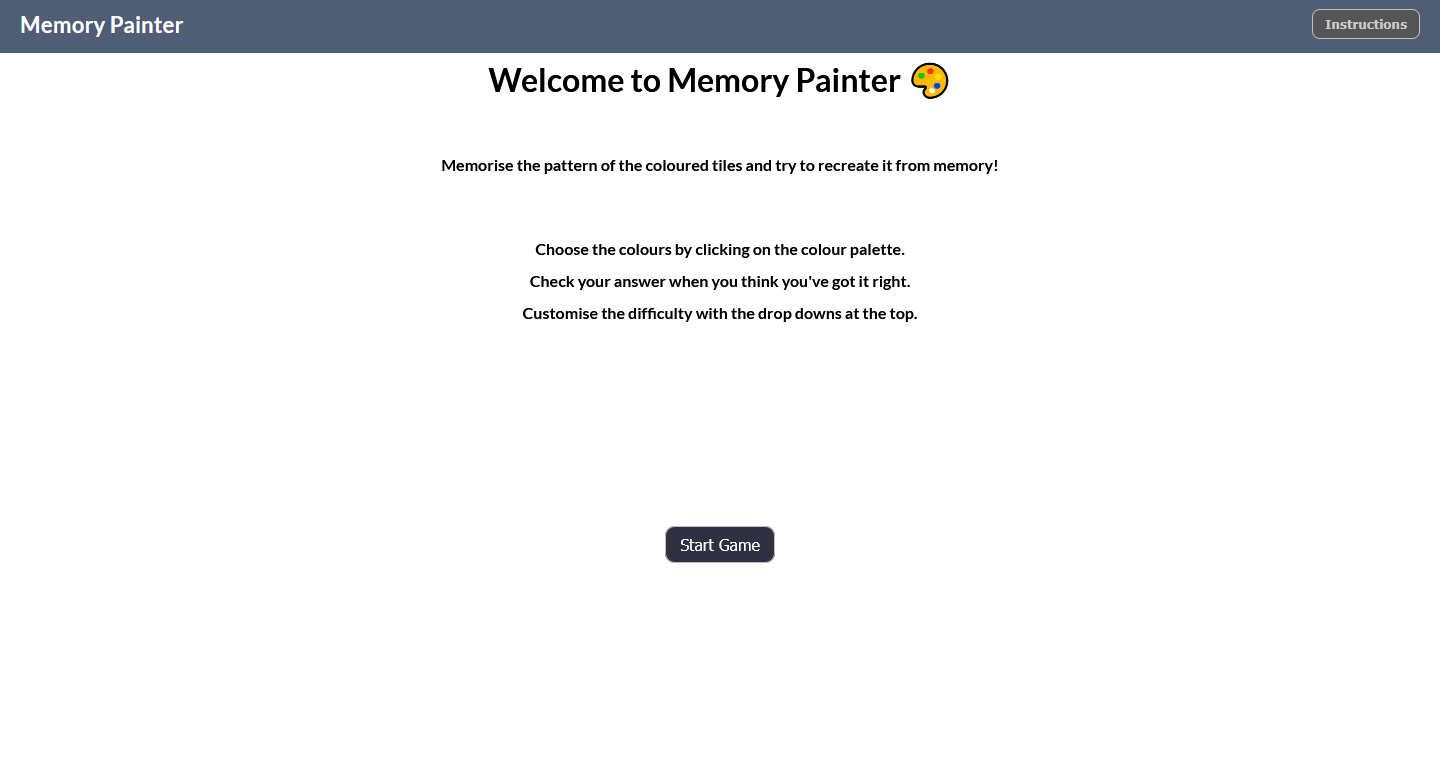 Memory Painter
Instructions
Welcome to Memory Painter
Memorise the pattern of the coloured tiles and try to recreate it from memory!
Choose the colours by clicking on the colour palette.
Check your answer when you think you've got it right.
Customise the difficulty with the drop downs at the top.
Start Game